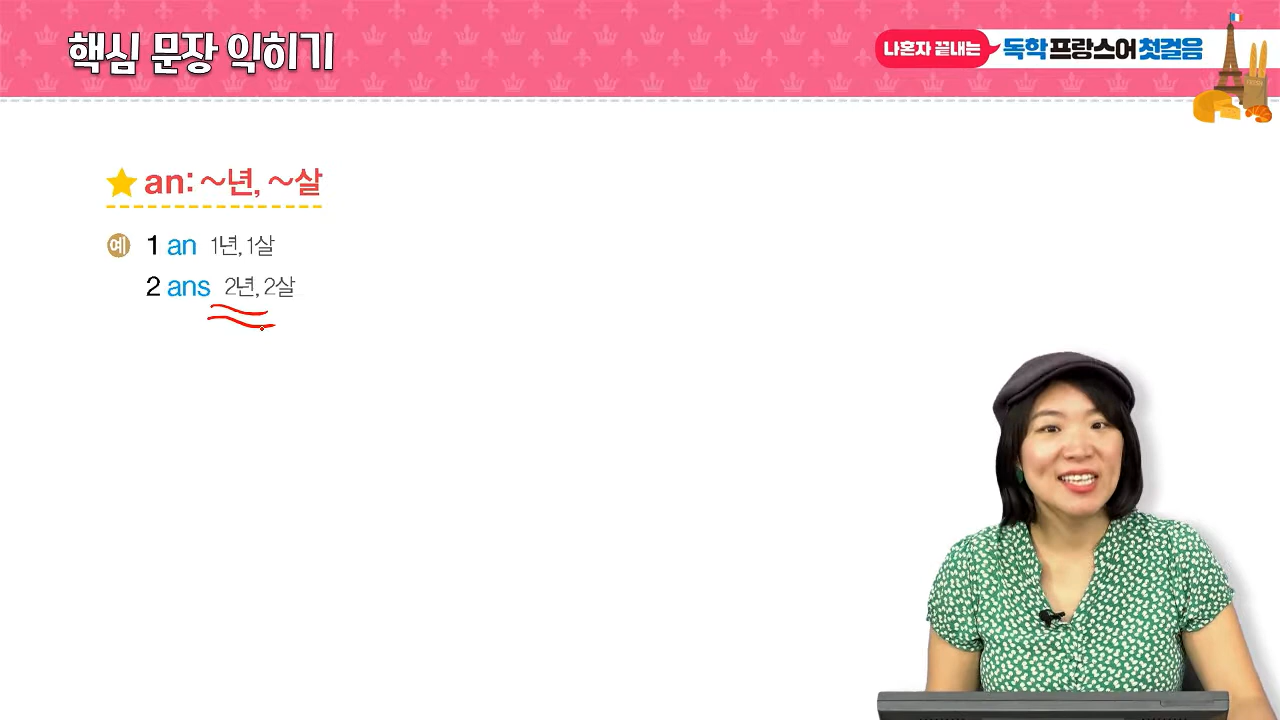 핵심 문장 익히기
나혼자 끝내는 독학 프랑스어 첫걸음
★ an: ~년, ~살
예 1 an 1년, 1살
2 ans 2년, 2살